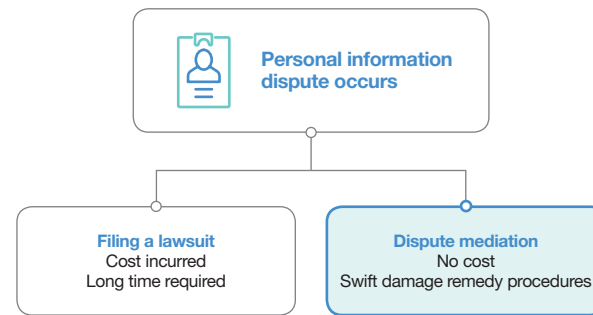 Personal information
dispute occurs
Filing a lawsuit
Cost incurred
Long time required
Dispute mediation
No cost
Swift damage remedy procedures